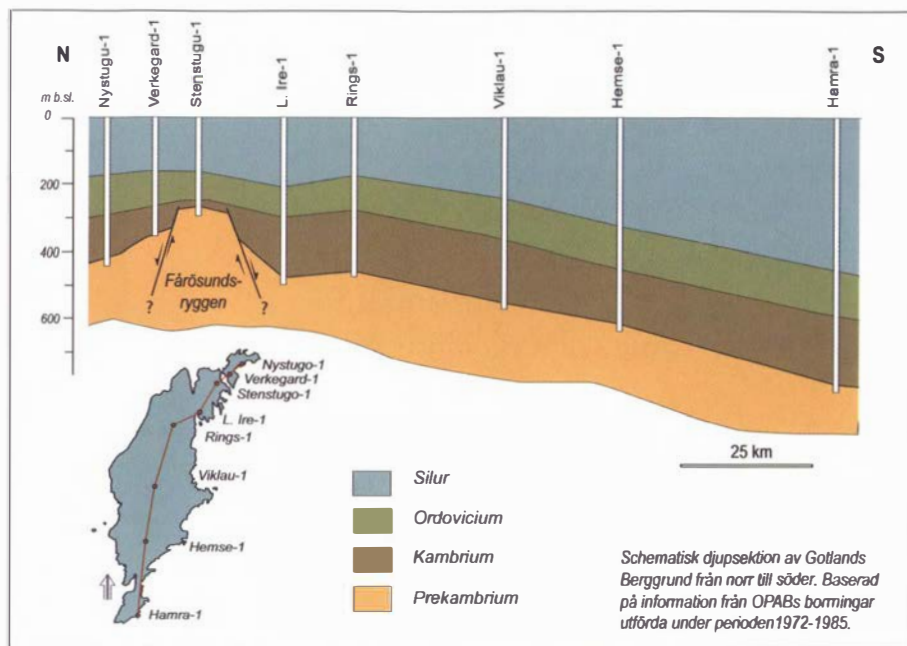 N
S
m b.sl.
Nystugu-1
Verkegard-1
Stenstugu-1
L. Ire-1
Rings-1
Viklau-1
Hemse-1
Hamra-1
0
200
400
600
Fårösunds-
ryggen
?
?
25 km
Nystugo-1
Verkegard-1
Stenstugo-1
L. Ire-1
Rings-1
Viklau-1
Hemse-1
Hamra-1
Silur
Ordovicium
Kambrium
Prekambrium
Schematisk djupsektion av Gotlands
Berggrund från norr till söder. Baserad
på information från OPABs borrningar
utförda under perioden 1972-1985.